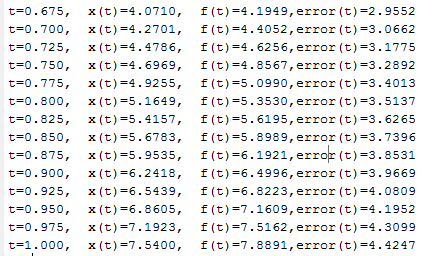 t=0.675, x(t)=4.0710, f(t)=4.1949,error(t)=2.9552
t=0.700, x(t)=4.2701, f(t)=4.4052,error(t)=3.0662
t=0.725, x(t)=4.4786, f(t)=4.6256,error(t)=3.1775
t=0.750, x(t)=4.6969, f(t)=4.8567,error(t)=3.2892
t=0.775, x(t)=4.9255, f(t)=5.0990,error(t)=3.4013
t=0.800, x(t)=5.1649, f(t)=5.3530,error(t)=3.5137
t=0.825, x(t)=5.4157, f(t)=5.6195,error(t)=3.6265
t=0.850, x(t)=5.6783, f(t)=5.8989,error(t)=3.7396
t=0.875, x(t)=5.9535, f(t)=6.1921,error(t)=3.8531
t=0.900, x(t)=6.2418, f(t)=6.4996,error(t)=3.9669
t=0.925, x(t)=6.5439, f(t)=6.8223,error(t)=4.0809
t=0.950, x(t)=6.8605, f(t)=7.1609,error(t)=4.1952
t=0.975, x(t)=7.1923, f(t)=7.5162,error(t)=4.3099
t=1.000, x(t)=7.5400, f(t)=7.8891,error(t)=4.4247